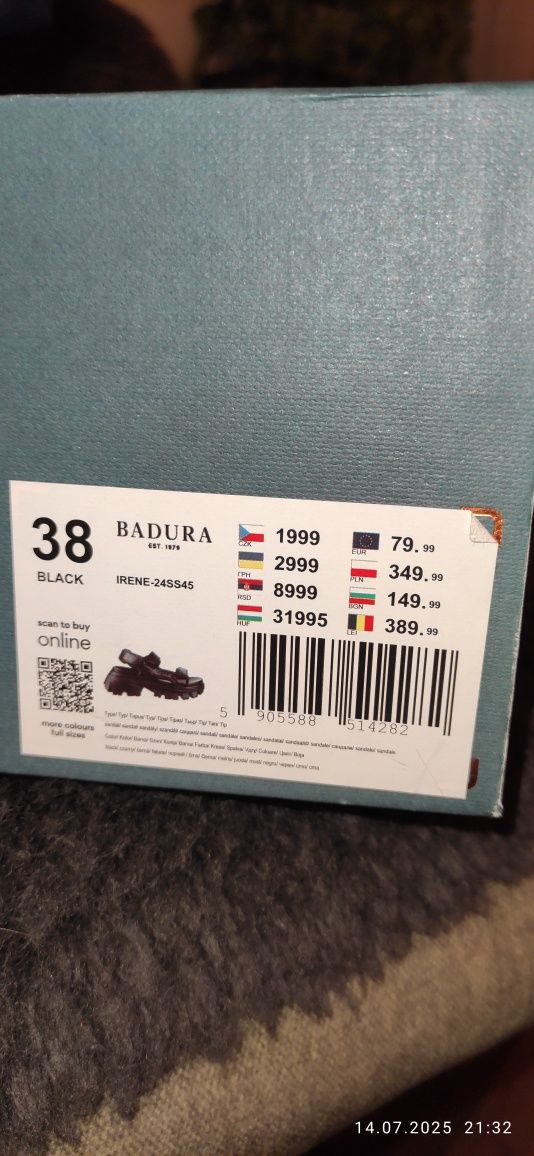 38
BLACK
BADURA
EST. 1979
IRENE-24SS45
CZK 1999
ГРН 2999
RSD 8999
HUF 31995
EUR 79.99
PLN 349.99
BGN 149.99
LEI 389.99
scan to buy
online
more colours
full sizes
5 905588 514282
14.07.2025 21:32